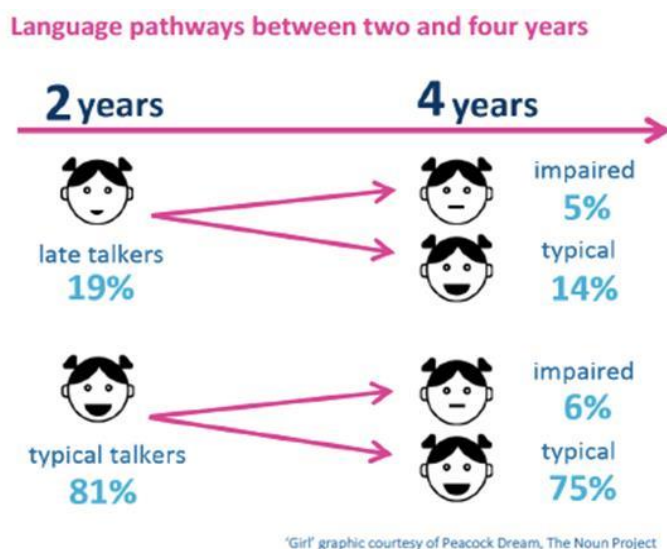 Language pathways between two and four years
2 years 4 years
impaired
5%
late talkers
19%
typical
14%
impaired
6%
typical talkers
81%
typical
75%
'Girl' graphic courtesy of Peacock Dream, The Noun Project